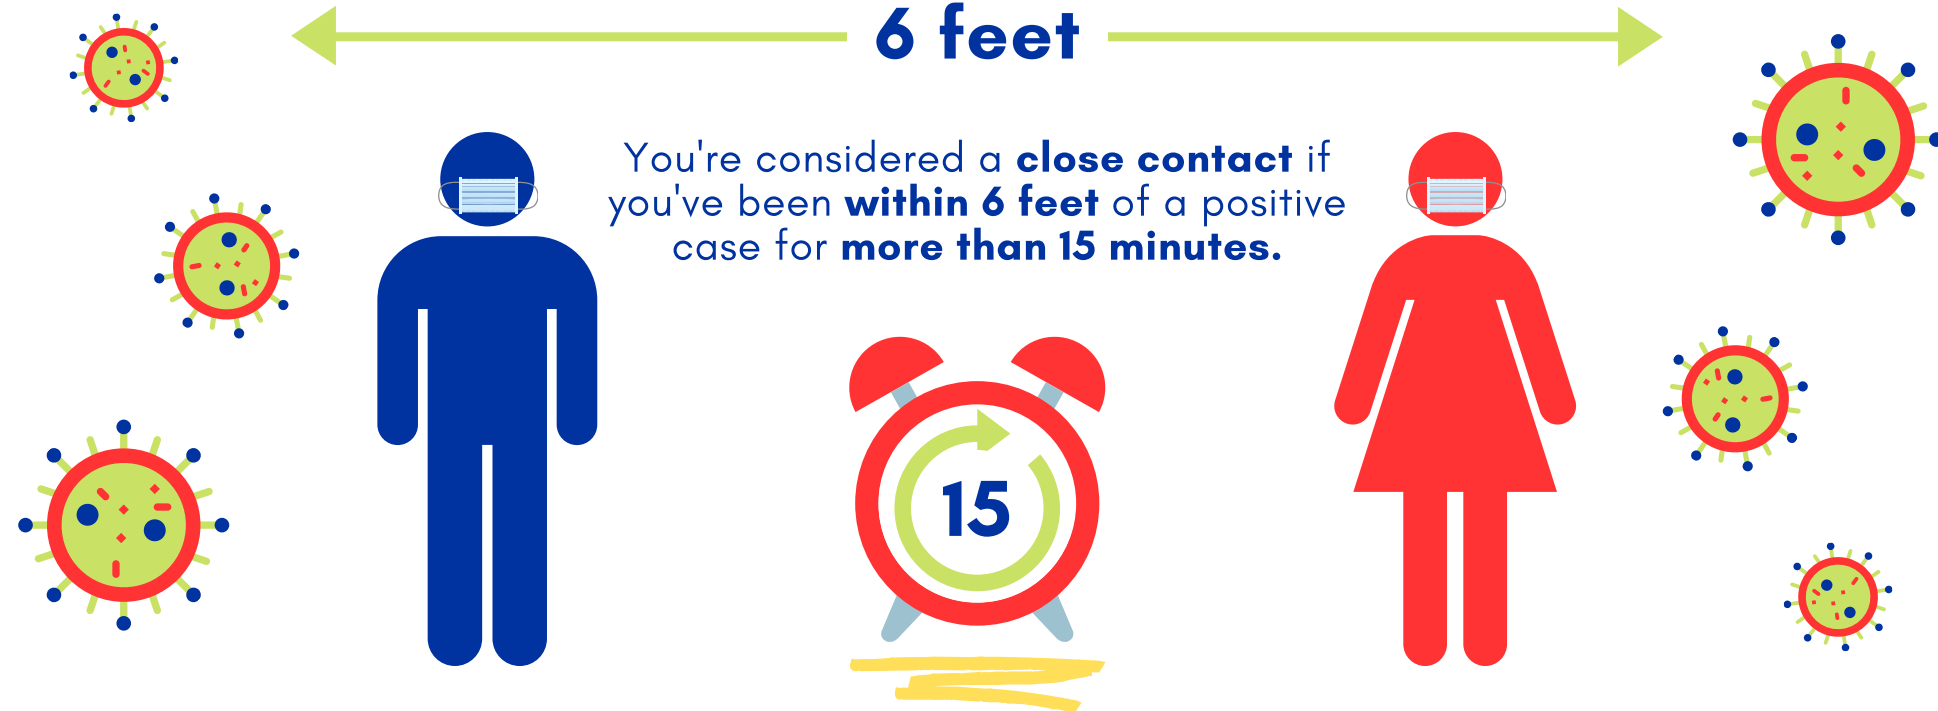 6 feet
You're considered a close contact if
you've been within 6 feet of a positive
case for more than 15 minutes.
15